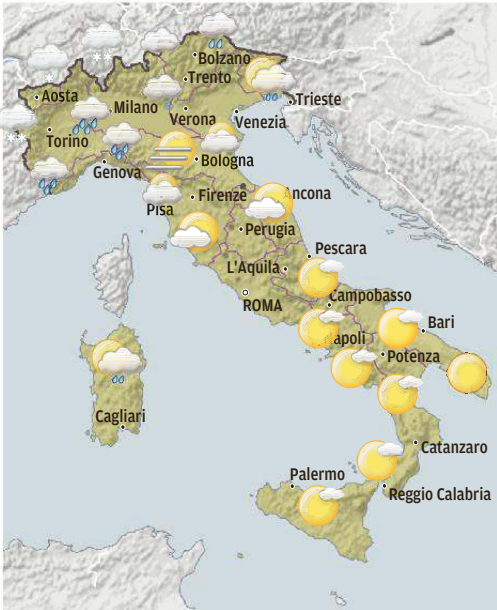 Bolzano
Trento
Aosta
Milano
Trieste
Verona
Venezia
Torino
Bologna
Genova
Firenze
Ancona
Pisa
Perugia
Pescara
L'Aquila
Campobasso
ROMA
Bari
Napoli
Potenza
Cagliari
Catanzaro
Palermo
Reggio Calabria